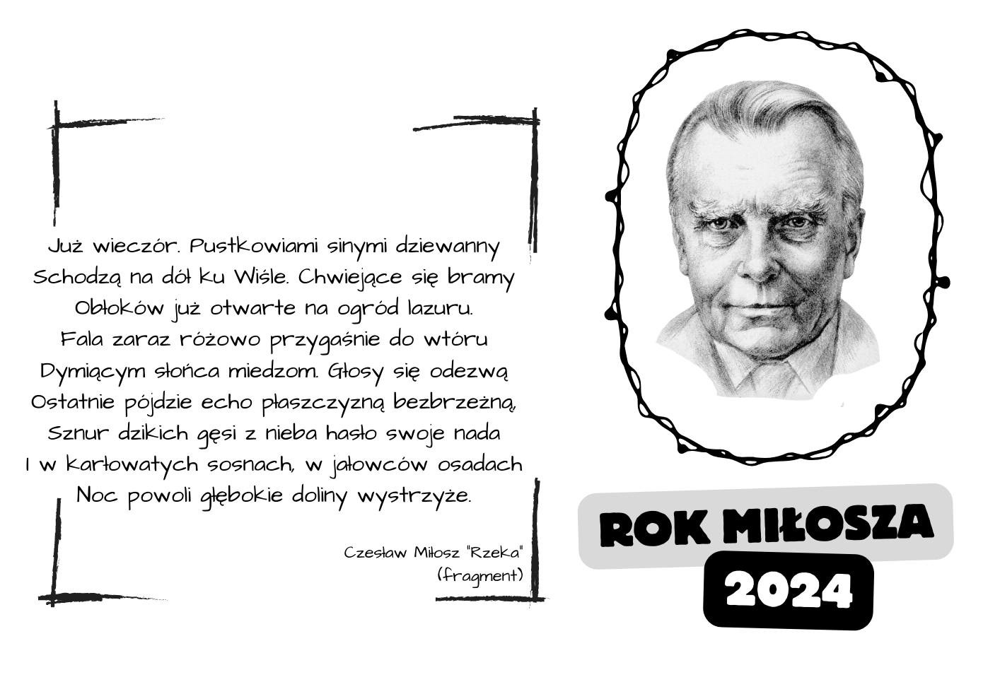 Już wieczór. Pustkowiami sinymi dziewanny
Schodzą na dół ku Wiśle. Chwiejące się bramy
Obłoków już otwarte na ogród lazuru.
Fala zaraz różowo przygaśnie do wtóru
Dymiącym słońca miedzom. Głosy się odezwą
Ostatnie pójdzie echo płaszczyzną bezbrzeżną,
Sznur dzikich gęsi z nieba hasło swoje nada
I w karłowatych sosnach, w jałowców osadach
Noc powoli głębokie doliny wystrzyże.
Czesław Miłosz "Rzeka"
(fragment)
ROK MIŁOSZA
2024